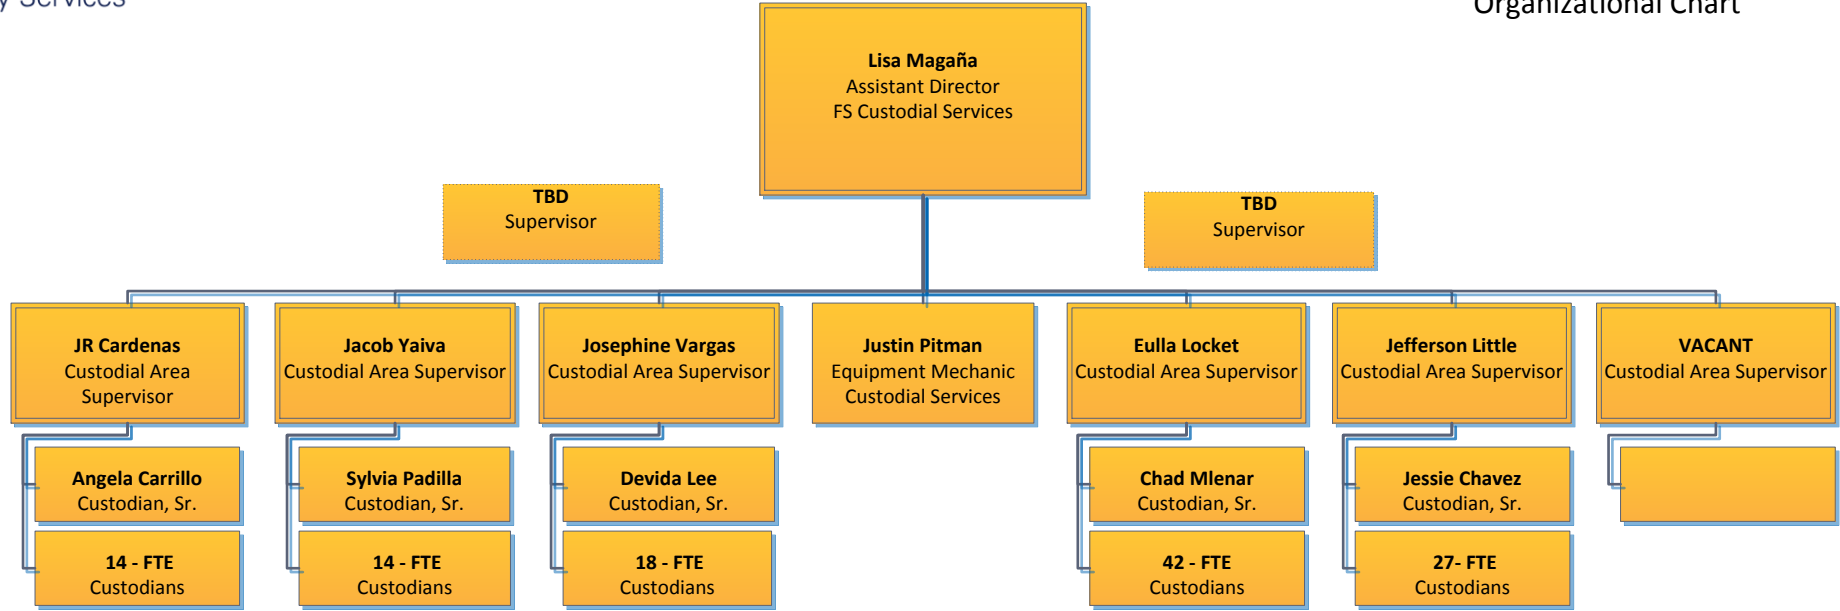 Services
Organizational Chart
Lisa Magaña
Assistant Director
FS Custodial Services
TBD
Supervisor
TBD
Supervisor
JR Cardenas
Custodial Area
Supervisor
Jacob Yaiva
Custodial Area Supervisor
Josephine Vargas
Custodial Area Supervisor
Justin Pitman
Equipment Mechanic
Custodial Services
Eulla Locket
Custodial Area Supervisor
Jefferson Little
Custodial Area Supervisor
VACANT
Custodial Area Supervisor
Angela Carrillo
Custodian, Sr.
Sylvia Padilla
Custodian, Sr.
Devida Lee
Custodian, Sr.
Chad Mlenar
Custodian, Sr.
Jessie Chavez
Custodian, Sr.
14 - FTE
Custodians
14 - FTE
Custodians
18 - FTE
Custodians
42 - FTE
Custodians
27- FTE
Custodians